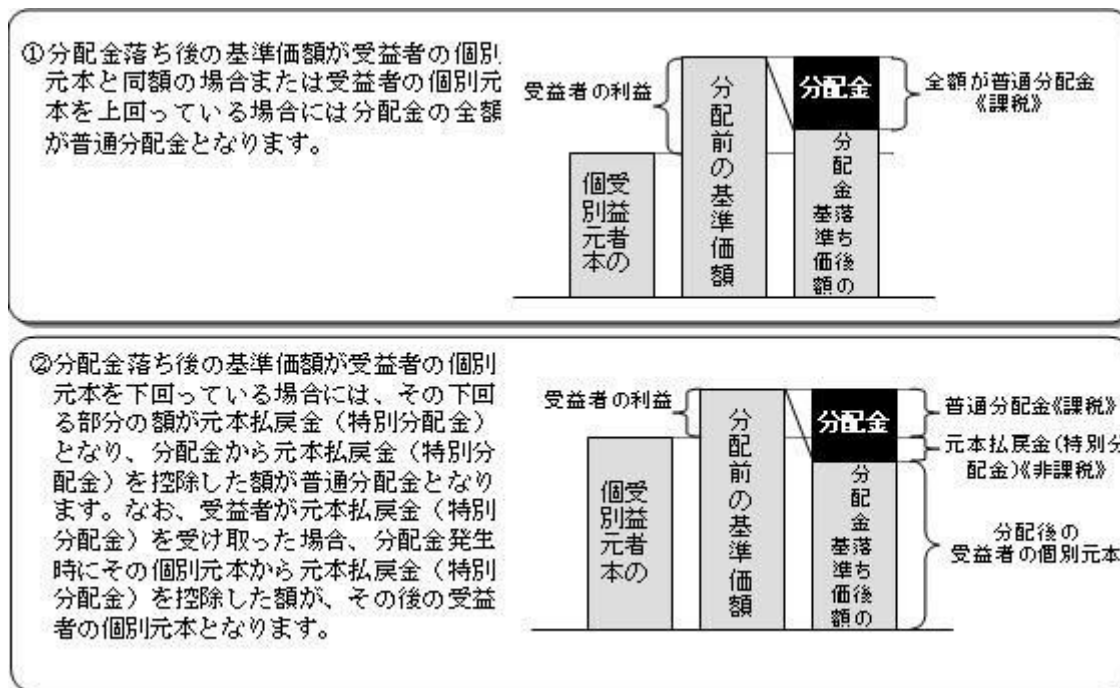 ①分配金落ち後の基準価額が受益者の個別
元本と同額の場合または受益者の個別元
本を上回っている場合には分配金の全額
が普通分配金となります。
受益者の利益
受益者の
個別元本
分配前の基準価額
分配金
分配金落ち後の
基準価額
全額が普通分配金
《課税》
②分配金落ち後の基準価額が受益者の個別
元本を下回っている場合には、その下回
る部分の額が元本払戻金（特別分配金）
となり、分配金から元本払戻金（特別分
配金）を控除した額が普通分配金となり
ます。なお、受益者が元本払戻金（特別
分配金）を受け取った場合、分配金発生
時にその個別元本から元本払戻金（特別
分配金）を控除した額が、その後の受益
者の個別元本となります。
受益者の利益
受益者の
個別元本
分配前の基準価額
分配金
分配金落ち後の
基準価額
普通分配金《課税》
元本払戻金(特別分
配金)《非課税》
分配後の
受益者の個別元本